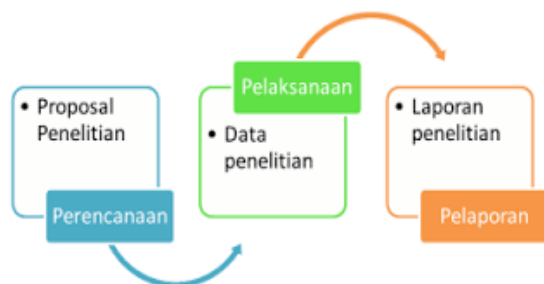 • Proposal
Penelitian
Perencanaan
Pelaksanaan
• Data
penelitian
• Laporan
penelitian
Pelaporan